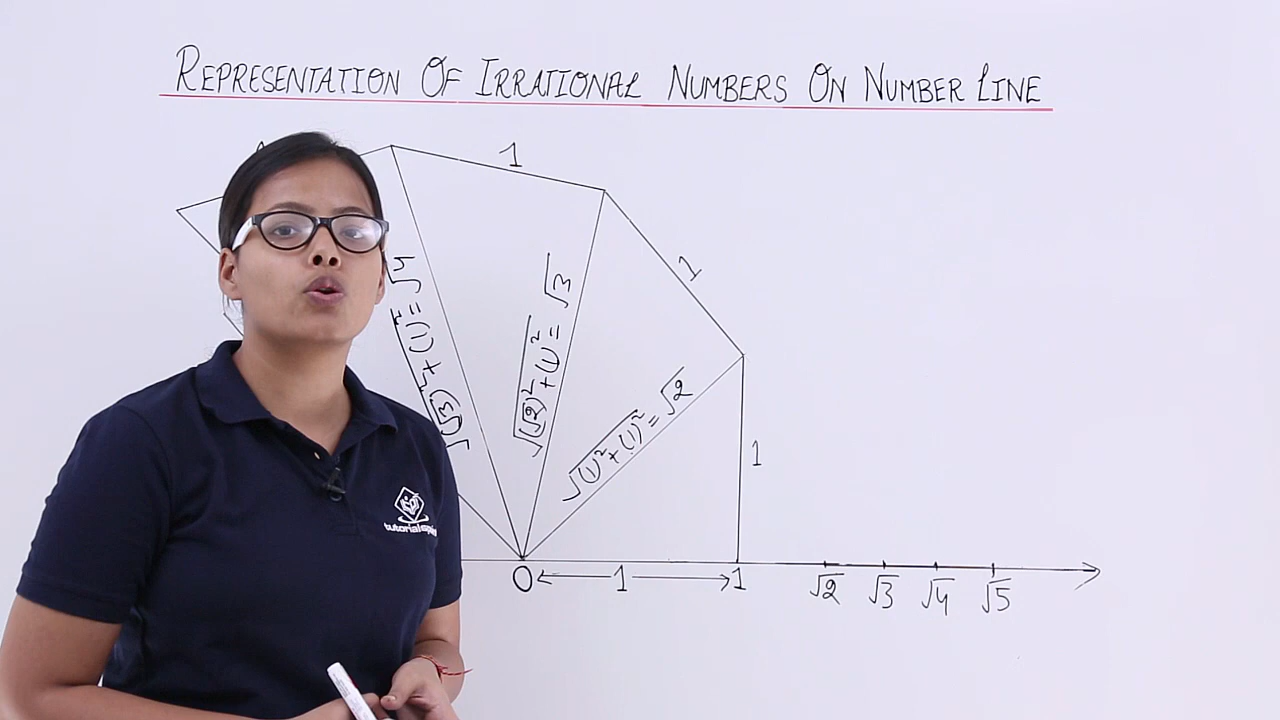 REPRESENTATION OF IRRATIONAL NUMBERS ON NUMBER LINE
1
1
√(√3)²+(1)² = √4
√(√2)²+(1)² = √3
√(1)²+(1)² = √2
1
tutorials
0 ← 1 → 1 √2 √3 √4 √5